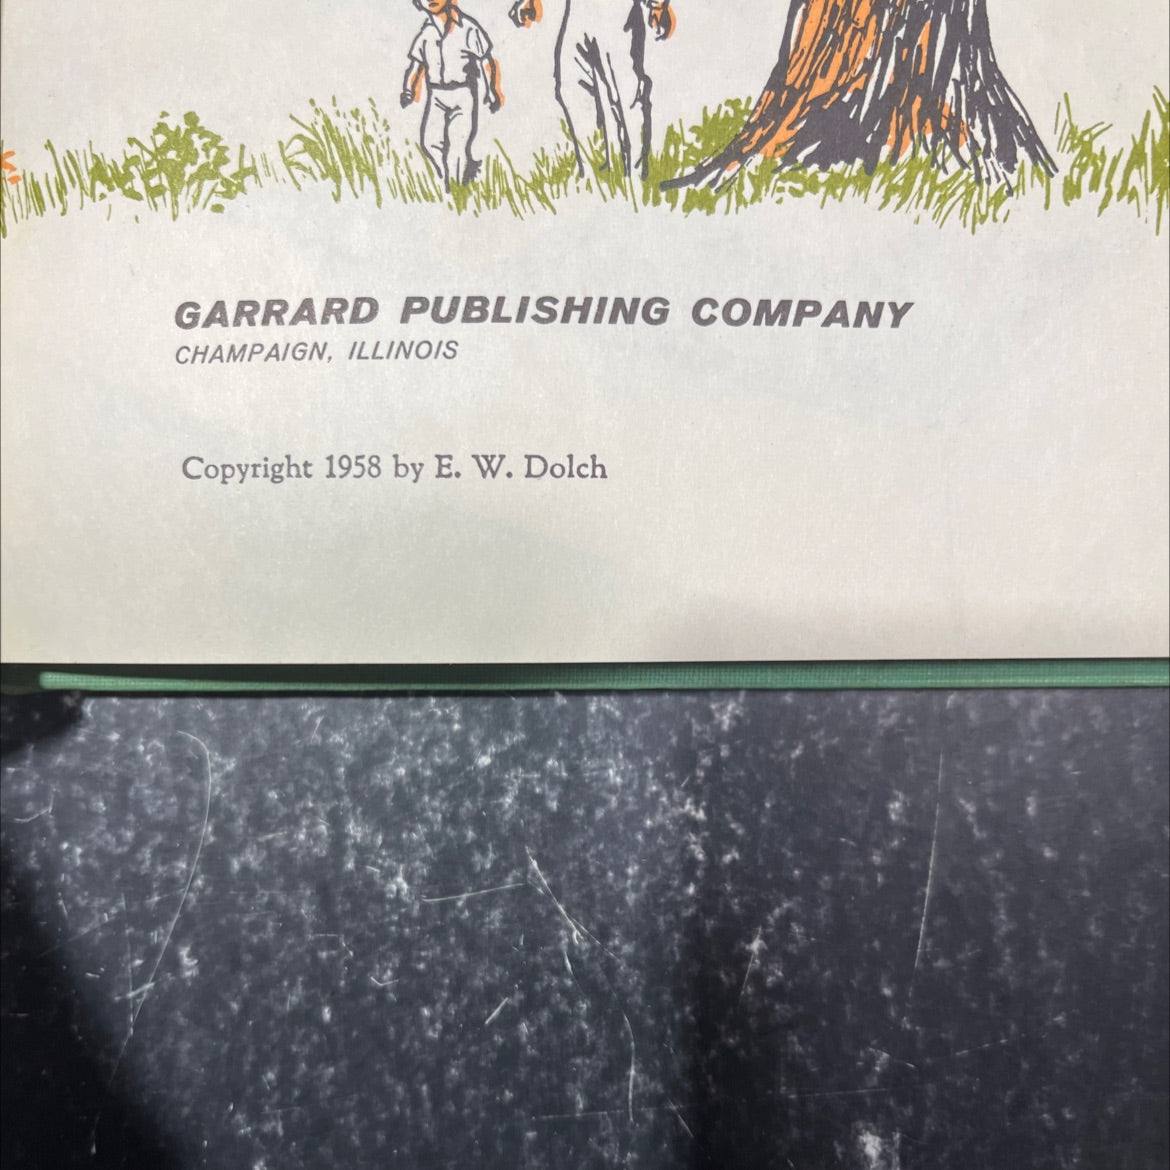 GARRARD PUBLISHING COMPANY
CHAMPAIGN, ILLINOIS
Copyright 1958 by E. W. Dolch